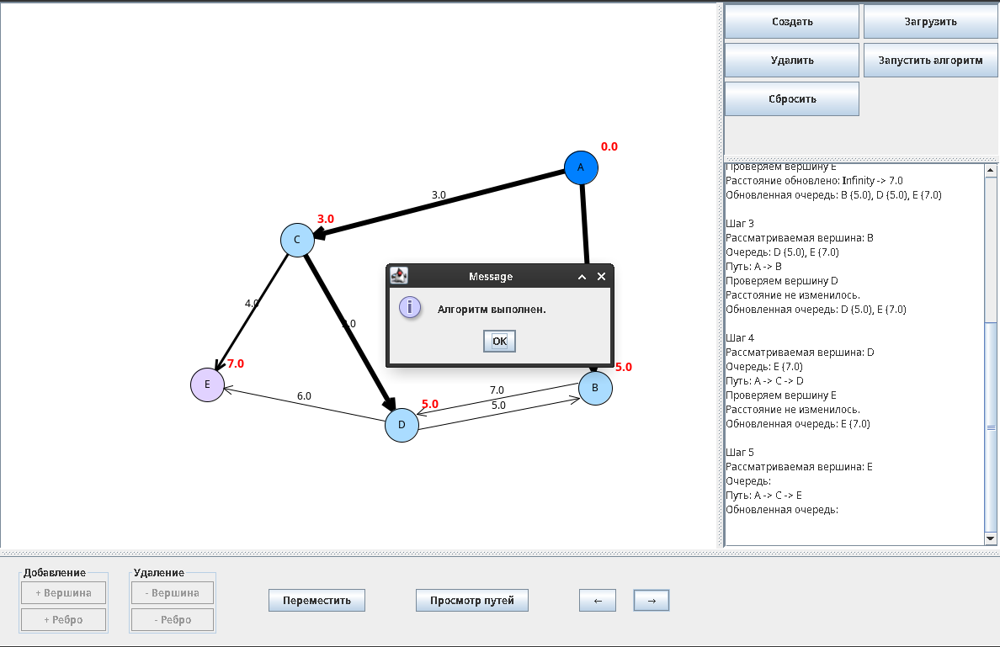 Создать
Загрузить
Удалить
Запустить алгоритм
Сбросить
0.0
A
3.0
3.0
C
4.0
7.0
E
6.0
5.0
D
7.0
5.0
5.0
B
Message
Алгоритм выполнен.
OK
Проверяем вершину E
Расстояние обновлено: Infinity -> 7.0
Обновленная очередь: B {5.0}, D {5.0}, E {7.0}
Шаг 3
Рассматриваемая вершина: B
Очередь: D {5.0}, E {7.0}
Путь: A -> B
Проверяем вершину D
Расстояние не изменилось.
Обновленная очередь: D {5.0}, E {7.0}
Шаг 4
Рассматриваемая вершина: D
Очередь: E {7.0}
Путь: A -> C -> D
Проверяем вершину E
Расстояние не изменилось.
Обновленная очередь: E {7.0}
Шаг 5
Рассматриваемая вершина: E
Очередь:
Путь: A -> C -> E
Обновленная очередь:
Добавление
+ Вершина
+ Ребро
Удаление
- Вершина
- Ребро
Переместить
Просмотр путей
←
→